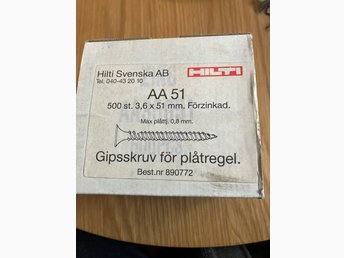 Hilti Svenska AB
HILTI
Tel. 040-43 20 10
AA 51
500 st. 3,6 x 51 mm. Förzinkad.
Max plåttj. 0,8 mm.
Gipsskruv för plåtregel.
Best.nr 890772